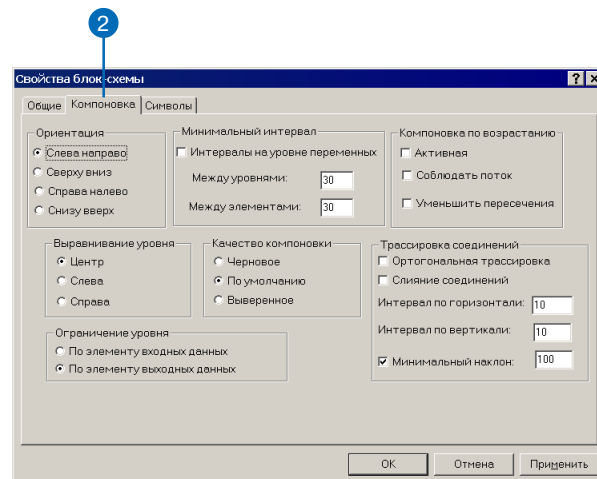 2
Свойства блок-схемы
Общие Компоновка Символы
Ориентация
Слева направо
Сверху вниз
Справа налево
Снизу вверх
Минимальный интервал
Интервалы на уровне переменных
Между уровнями: 30
Между элементами: 30
Компоновка по возрастанию
Активная
Соблюдать поток
Уменьшить пересечения
Выравнивание уровня
Центр
Слева
Справа
Качество компоновки
Черновое
По умолчанию
Выверенное
Трассировка соединений
Ортогональная трассировка
Слияние соединений
Интервал по горизонтали: 10
Интервал по вертикали: 10
Минимальный наклон: 100
Ограничение уровня
По элементу входных данных
По элементу выходных данных
OK Отмена Применить